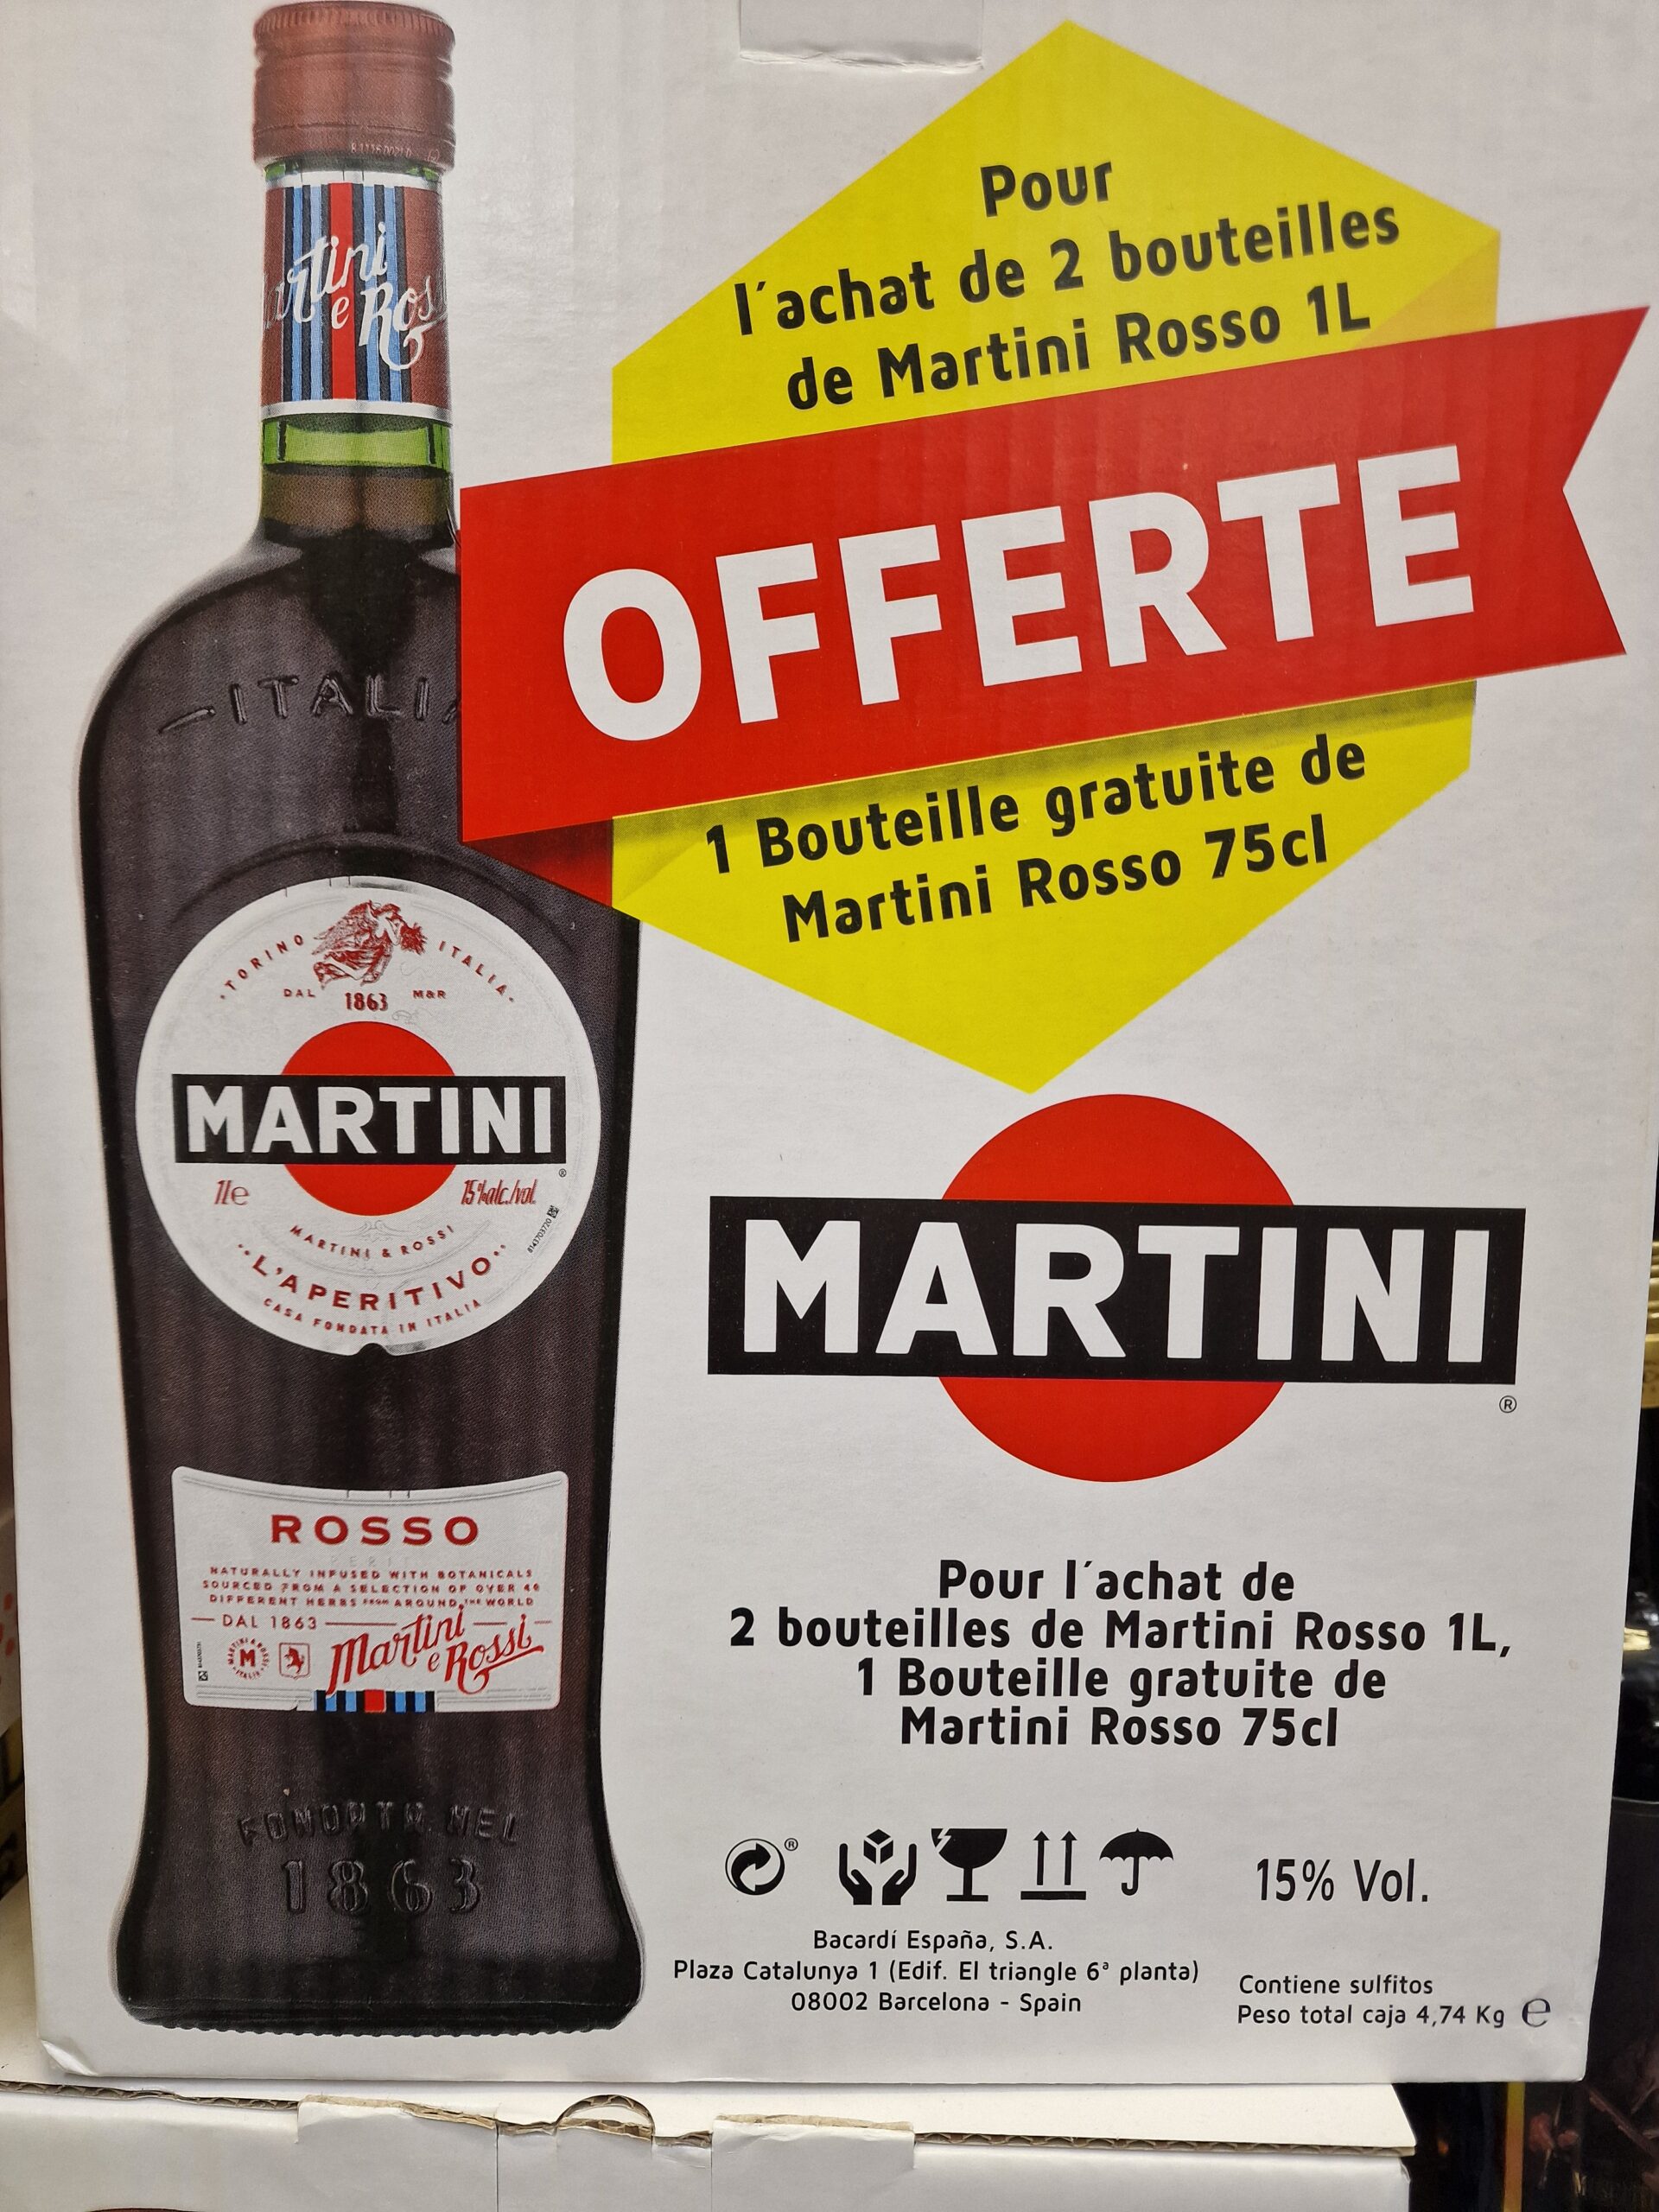 Martini
e Ross
Pour
l´achat de 2 bouteilles
de Martini Rosso 1L
OFFERTE
1 Bouteille gratuite de
Martini Rosso 75cl
ITALI
TORINO ITALIA
DAL 1863 M&R
MARTINI
®
1L e 15% alc./vol.
MARTINI & ROSSI
L'APERITIVO
CASA FONDATA IN ITALIA
MARTINI
®
ROSSO
NATURALLY INFUSED WITH BOTANICALS
SOURCED FROM A SELECTION OF OVER 40
DIFFERENT HERBS FROM AROUND THE WORLD
DAL 1863
M
Martini
e Rossi
FONDATA NEL
1863
Pour l´achat de
2 bouteilles de Martini Rosso 1L,
1 Bouteille gratuite de
Martini Rosso 75cl
®
15% Vol.
Bacardí España, S.A.
Plaza Catalunya 1 (Edif. El triangle 6ª planta)
08002 Barcelona - Spain
Contiene sulfitos
Peso total caja 4,74 Kg e